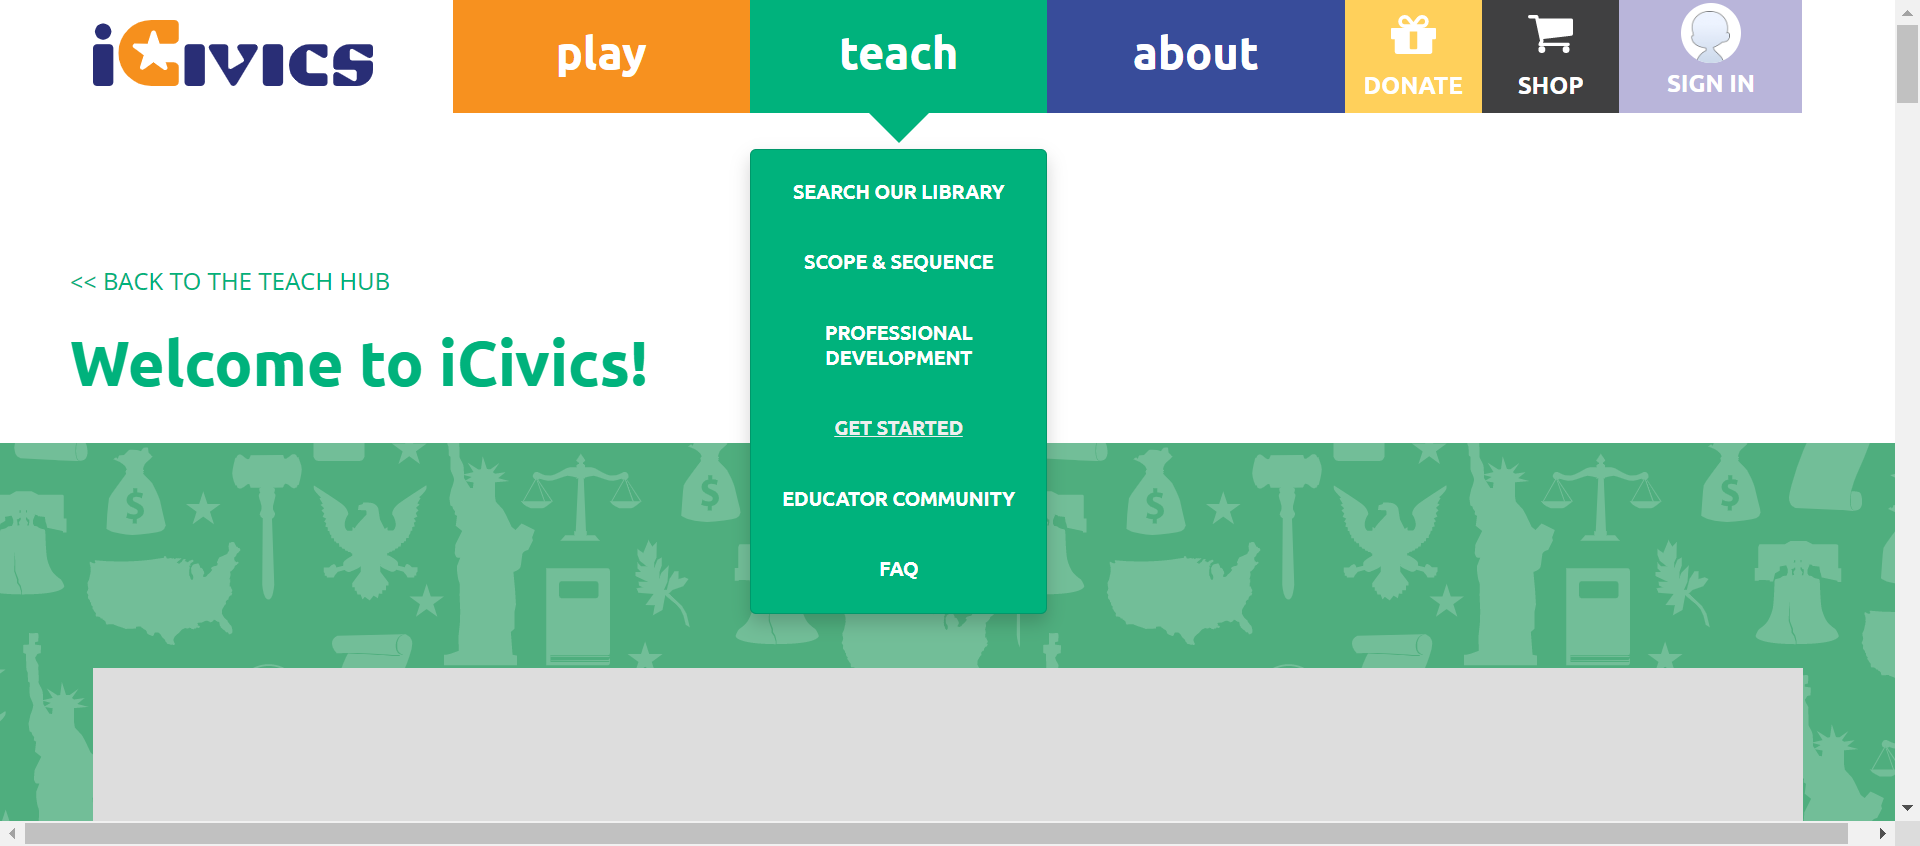 iCivics
play
teach
about
DONATE
SHOP
SIGN IN
SEARCH OUR LIBRARY
SCOPE & SEQUENCE
PROFESSIONAL
DEVELOPMENT
GET STARTED
EDUCATOR COMMUNITY
FAQ
<< BACK TO THE TEACH HUB
Welcome to iCivics!